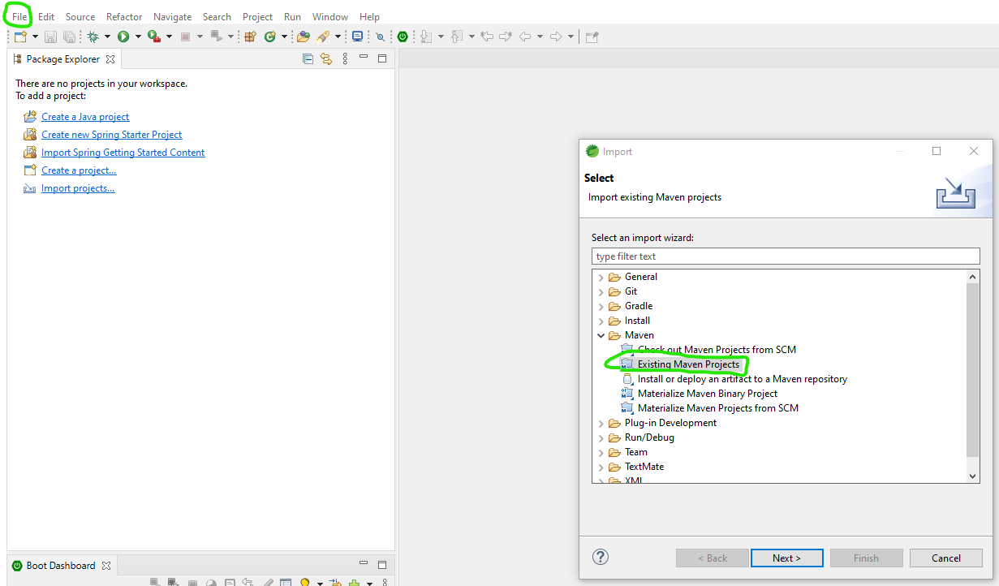 File Edit Source Refactor Navigate Search Project Run Window Help
Package Explorer
There are no projects in your workspace.
To add a project:
Create a Java project
Create new Spring Starter Project
Import Spring Getting Started Content
Create a project...
Import projects...
Boot Dashboard
Import
Select
Import existing Maven projects
Select an import wizard:
type filter text
General
Git
Gradle
Install
Maven
Check out Maven Projects from SCM
Existing Maven Projects
Install or deploy an artifact to a Maven repository
Materialize Maven Binary Project
Materialize Maven Projects from SCM
Plug-in Development
Run/Debug
Team
TextMate
XML
? < Back Next > Finish Cancel